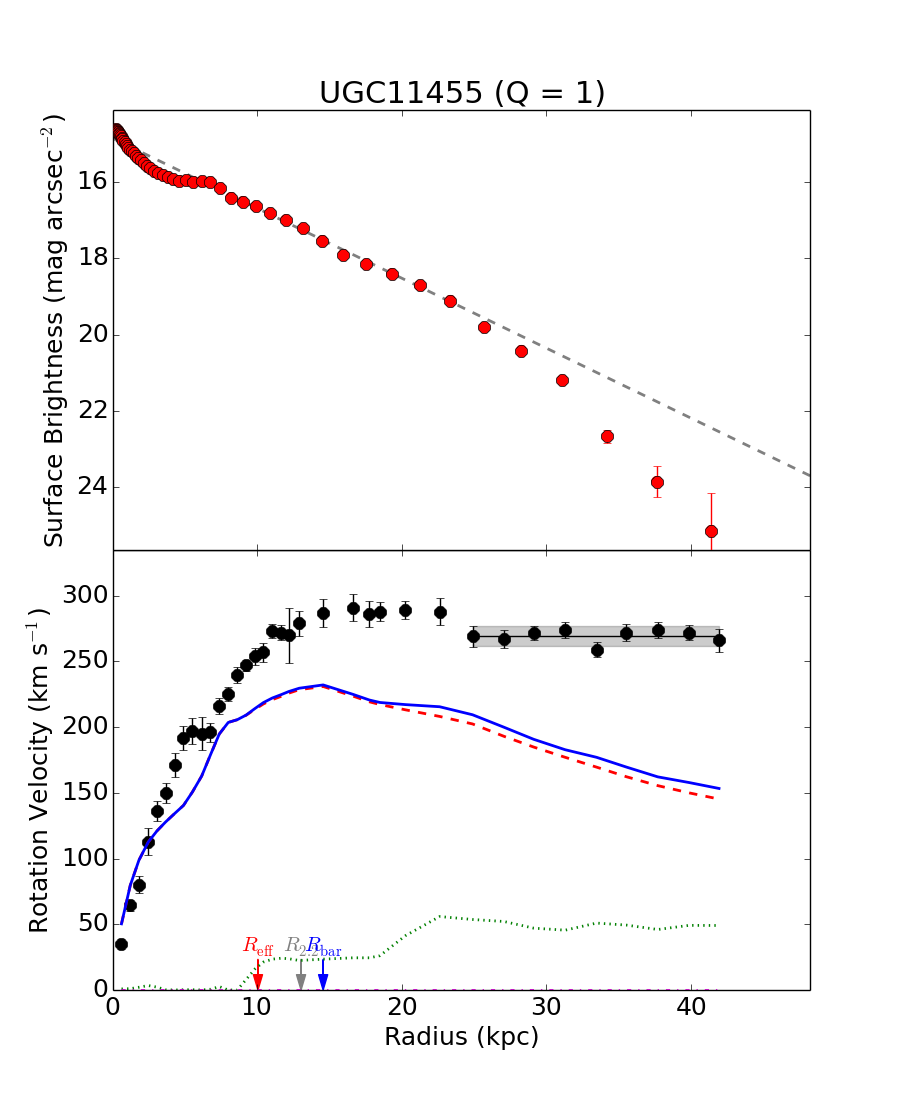 UGC11455 (Q = 1)
Surface Brightness (mag arcsec⁻²)
16
18
20
22
24
Rotation Velocity (km s⁻¹)
300
250
200
150
100
50
0
R_eff R_2.2 R_bar
0 10 20 30 40
Radius (kpc)